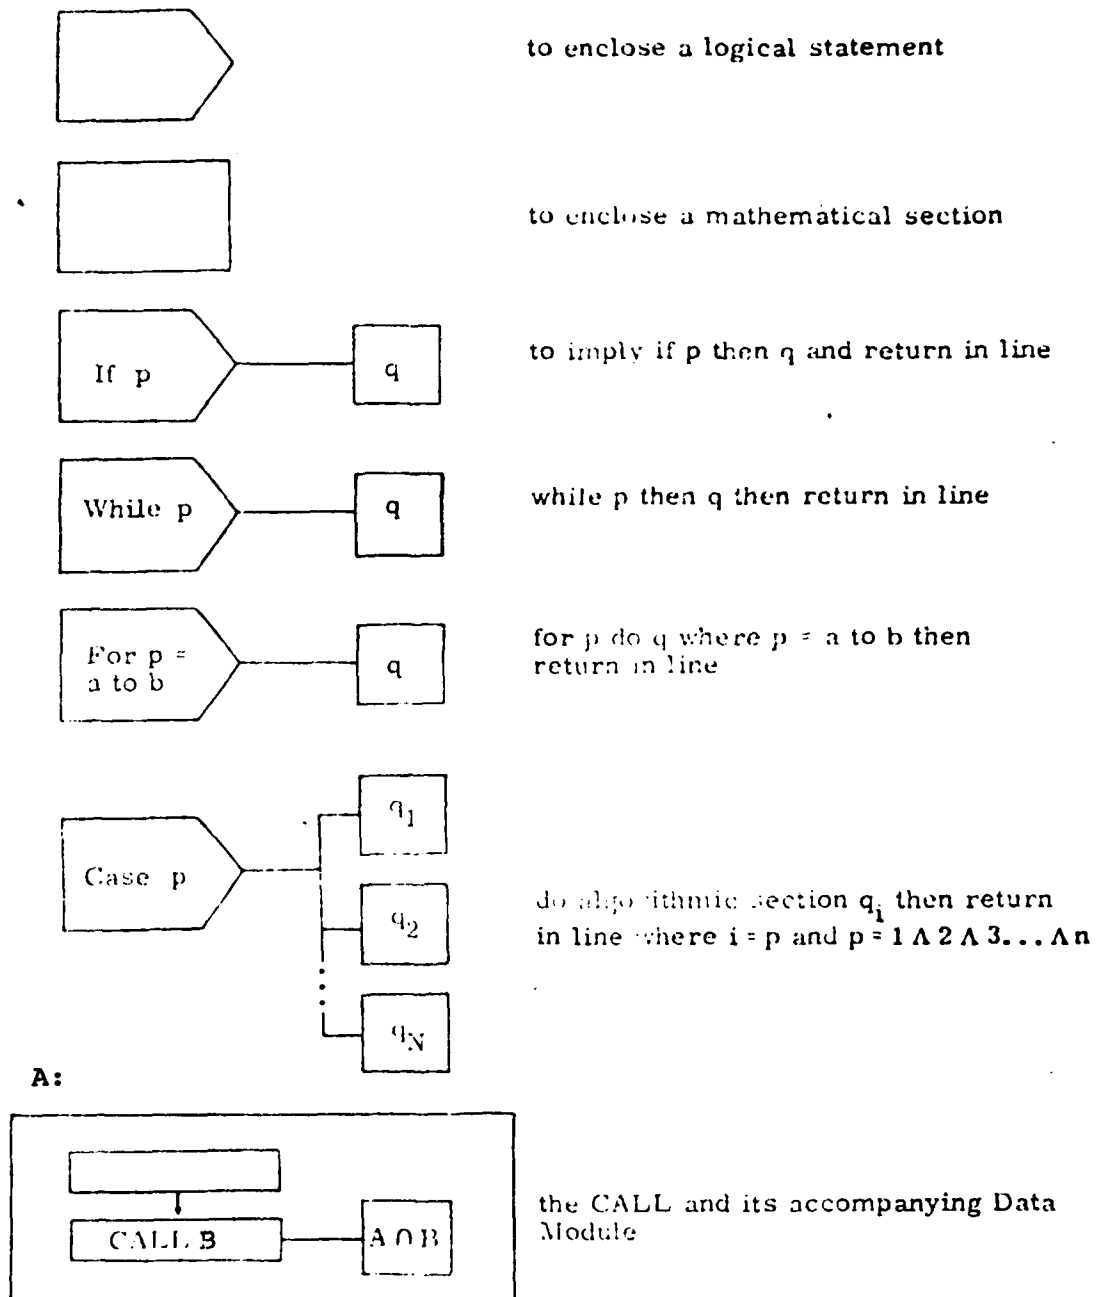 to enclose a logical statement
to enclose a mathematical section
If p
q
to imply if p then q and return in line
While p
q
while p then q then return in line
For p =
a to b
q
for p do q where p = a to b then
return in line
Case p
q1
q2
qN
do algorithmic section qi then return
in line where i = p and p = 1 Λ 2 Λ 3... Λ n
A:
CALL B
A ∩ B
the CALL and its accompanying Data
Module